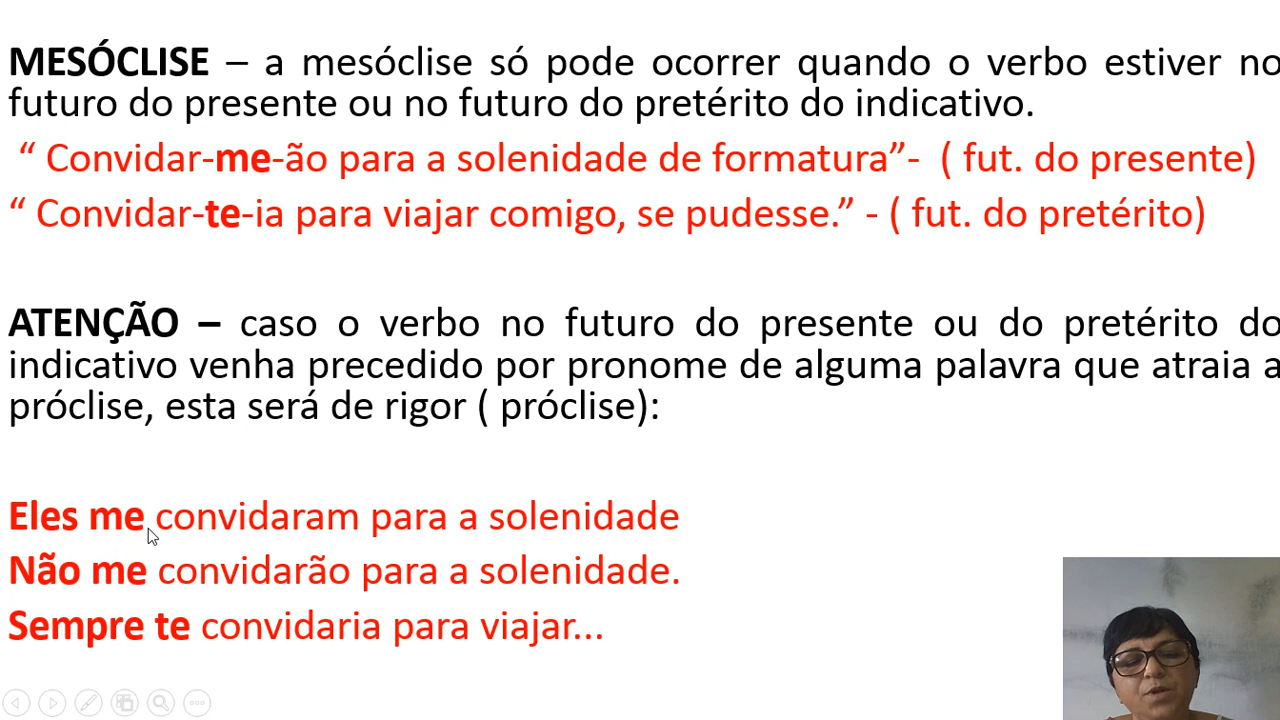 MESÓCLISE – a mesóclise só pode ocorrer quando o verbo estiver no
futuro do presente ou no futuro do pretérito do indicativo.
“ Convidar-me-ão para a solenidade de formatura”- ( fut. do presente)
“ Convidar-te-ia para viajar comigo, se pudesse.” - ( fut. do pretérito)
ATENÇÃO – caso o verbo no futuro do presente ou do pretérito do
indicativo venha precedido por pronome de alguma palavra que atraia a
próclise, esta será de rigor ( próclise):
Eles me convidaram para a solenidade
Não me convidarão para a solenidade.
Sempre te convidaria para viajar...